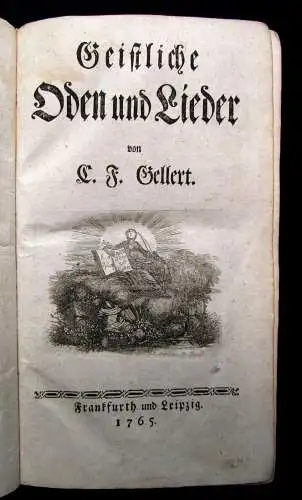 Geistliche
Oden und Lieder
von
C. F. Gellert.
Frankfurth und Leipzig.
1765.